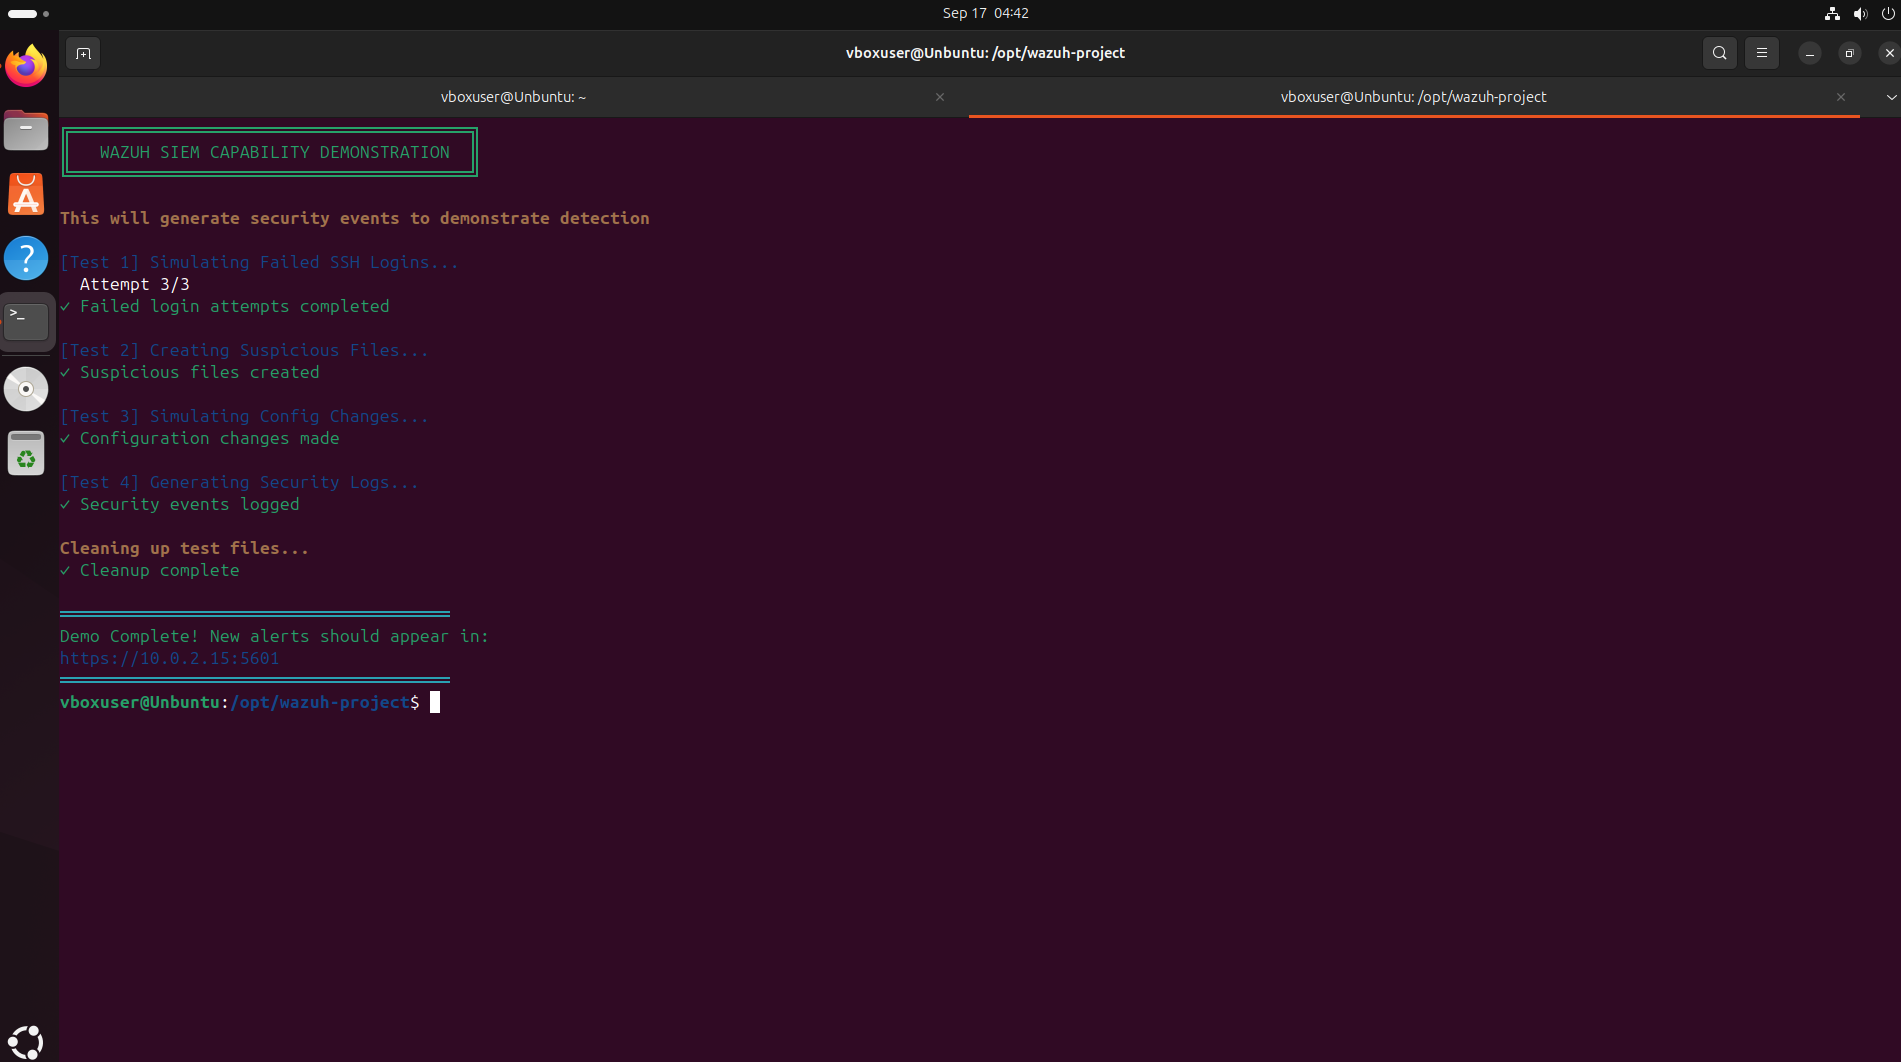 Sep 17 04:42
vboxuser@Unbuntu: /opt/wazuh-project
vboxuser@Unbuntu: ~
vboxuser@Unbuntu: /opt/wazuh-project
WAZUH SIEM CAPABILITY DEMONSTRATION
This will generate security events to demonstrate detection
[Test 1] Simulating Failed SSH Logins...
Attempt 3/3
✓ Failed login attempts completed
[Test 2] Creating Suspicious Files...
✓ Suspicious files created
[Test 3] Simulating Config Changes...
✓ Configuration changes made
[Test 4] Generating Security Logs...
✓ Security events logged
Cleaning up test files...
✓ Cleanup complete
Demo Complete! New alerts should appear in:
https://10.0.2.15:5601
vboxuser@Unbuntu:/opt/wazuh-project$